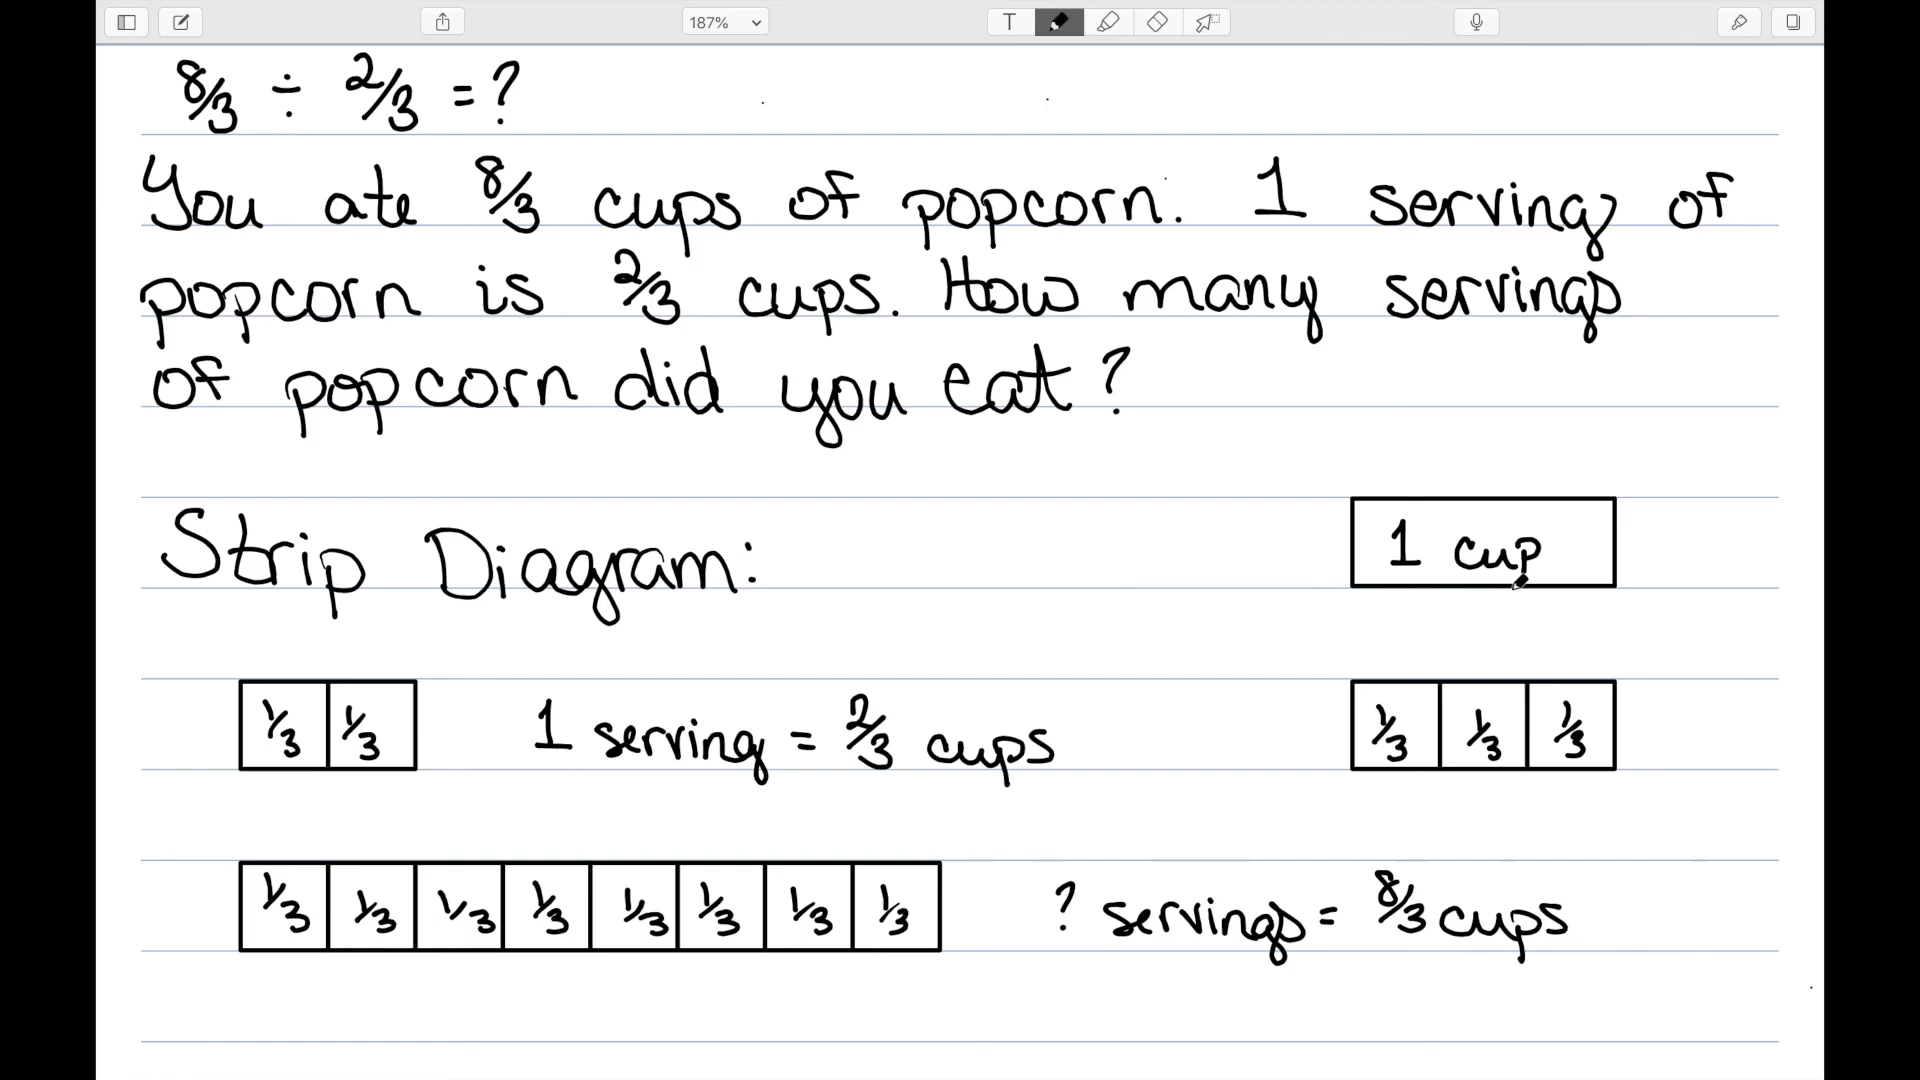 187%
T
8/3 ÷ 2/3 = ?
You ate 8/3 cups of popcorn. 1 serving of
popcorn is 2/3 cups. How many servings
of popcorn did you eat?
Strip Diagram:
1 cup
1/3 1/3 1 serving = 2/3 cups 1/3 1/3 1/3
1/3 1/3 1/3 1/3 1/3 1/3 1/3 1/3 ? servings = 8/3 cups